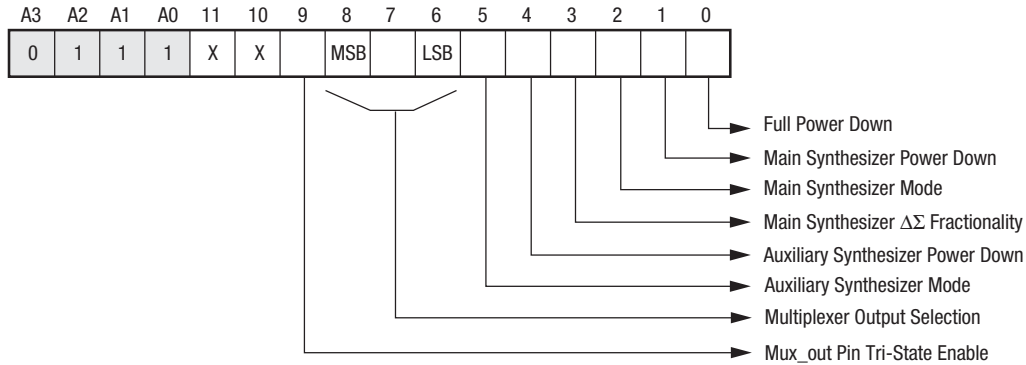 A3 A2 A1 A0 11 10 9 8 7 6 5 4 3 2 1 0
0 1 1 1 X X MSB LSB
Full Power Down
Main Synthesizer Power Down
Main Synthesizer Mode
Main Synthesizer ΔΣ Fractionality
Auxiliary Synthesizer Power Down
Auxiliary Synthesizer Mode
Multiplexer Output Selection
Mux_out Pin Tri-State Enable